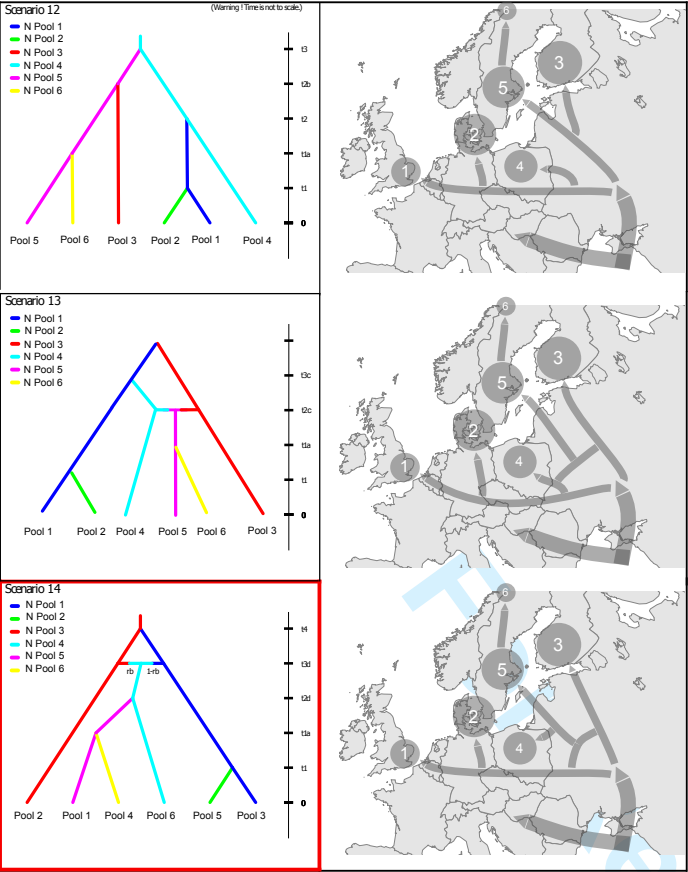 Scenario 12
(Warning ! Time is not to scale.)
N Pool 1
N Pool 2
N Pool 3
N Pool 4
N Pool 5
N Pool 6
t3
t2b
t2
t1a
t1
0
Pool 5 Pool 6 Pool 3 Pool 2 Pool 1 Pool 4
6
3
5
2
4
1
Scenario 13
N Pool 1
N Pool 2
N Pool 3
N Pool 4
N Pool 5
N Pool 6
t3c
t2c
t1a
t1
0
Pool 1 Pool 2 Pool 4 Pool 5 Pool 6 Pool 3
6
3
5
2
4
1
Scenario 14
N Pool 1
N Pool 2
N Pool 3
N Pool 4
N Pool 5
N Pool 6
t4
t3d
rb 1-rb
t2d
t1a
t1
0
Pool 2 Pool 1 Pool 4 Pool 6 Pool 5 Pool 3
6
3
5
2
4
1